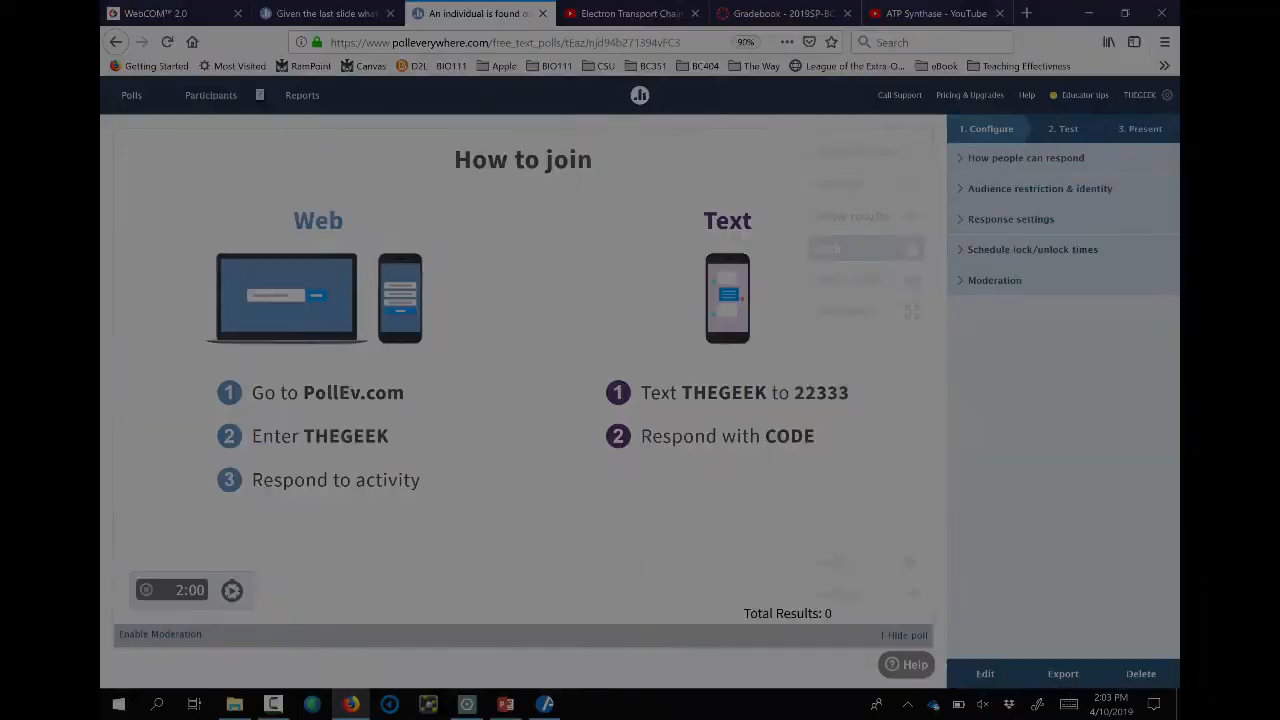 WebCOM™ 2.0
Given the last slide what
An individual is found o
Electron Transport Chain
Gradebook - 2019SP-BC
ATP Synthase - YouTube
https://www.polleverywhere.com/free_text_polls/tEazJnjd94b271394vFC3
90%
Search
Getting Started
Most Visited
RamPoint
Canvas
D2L
BIO111
Apple
BIO111
CSU
BC351
BC404
The Way
League of the Extra-O...
eBook
Teaching Effectiveness
Polls
Participants
Reports
Call Support
Pricing & Upgrades
Help
Educator tips
THEGEEK
1. Configure
2. Test
3. Present
How people can respond
Audience restriction & identity
Response settings
Schedule lock/unlock times
Moderation
How to join
Web
Text
1 Go to PollEv.com
2 Enter THEGEEK
3 Respond to activity
1 Text THEGEEK to 22333
2 Respond with CODE
2:00
Total Results: 0
Enable Moderation
Hide poll
? Help
Edit
Export
Delete
2:03 PM
4/10/2019